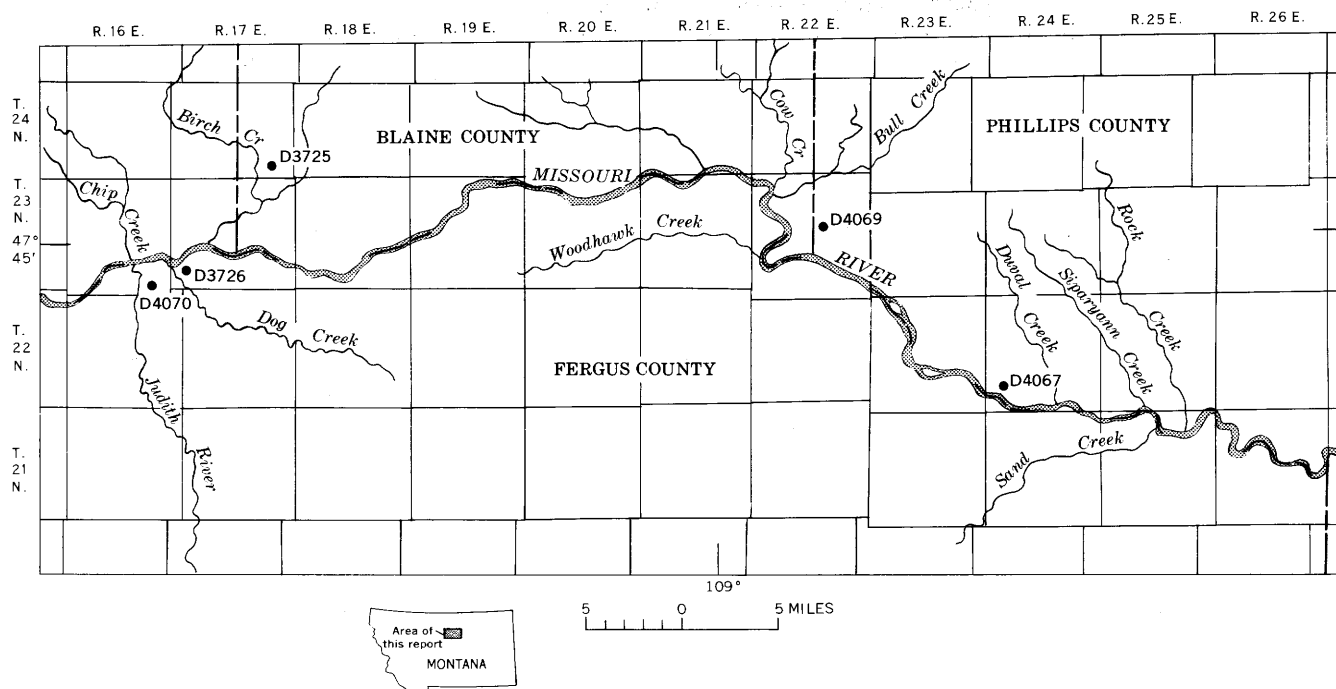 R. 16 E. R. 17 E. R. 18 E. R. 19 E. R. 20 E. R. 21 E. R. 22 E. R. 23 E. R. 24 E. R. 25 E. R. 26 E.
T.
24
N.
Birch Cr
D3725
BLAINE COUNTY
Cow
Cr
Bull Creek
PHILLIPS COUNTY
T.
23
N.
47°
45'
Chip
Creek
MISSOURI
RIVER
Woodhawk Creek
D4069
D3726
D4070
Dog Creek
Duval
Creek
Siparyann
Creek
Rock
Creek
T.
22
N.
FERGUS COUNTY
D4067
Judith
River
T.
21
N.
Sand Creek
109°
5 0 5 MILES
Area of
this report
MONTANA